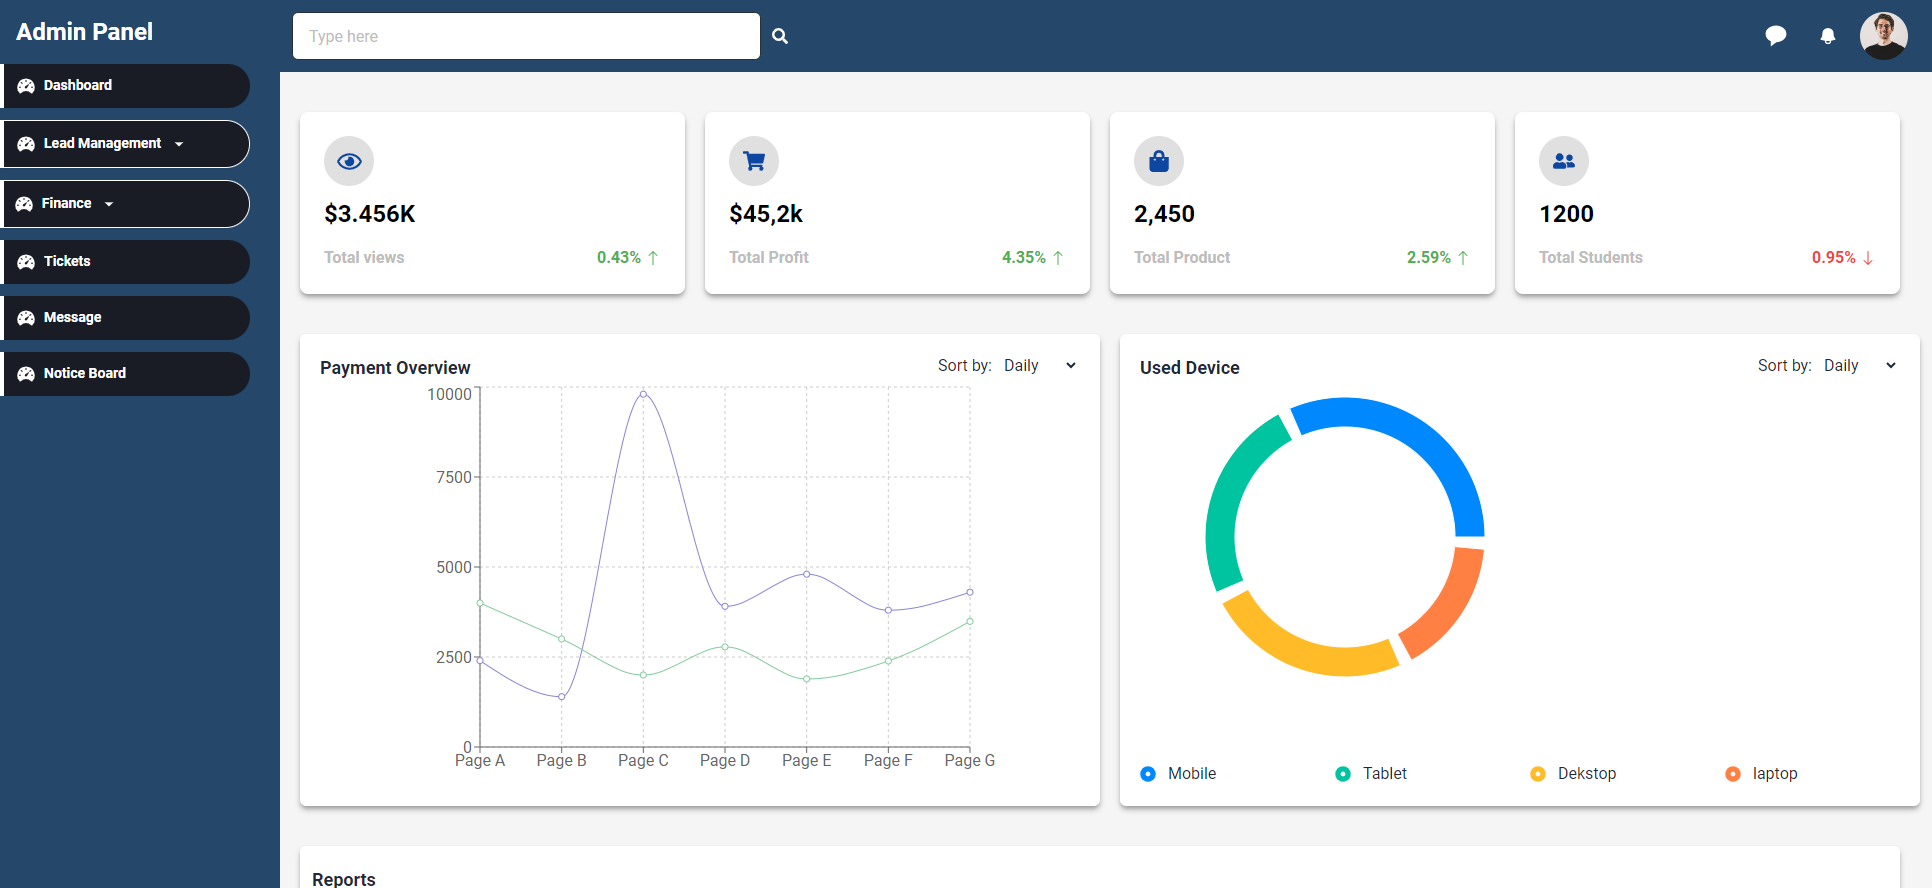 Admin Panel
Type here
Dashboard
Lead Management
Finance
Tickets
Message
Notice Board
$3.456K
Total views 0.43%
$45,2k
Total Profit 4.35%
2,450
Total Product 2.59%
1200
Total Students 0.95%
Payment Overview
Sort by: Daily
10000
7500
5000
2500
0
Page A Page B Page C Page D Page E Page F Page G
Used Device
Sort by: Daily
Mobile Tablet Dekstop laptop
Reports